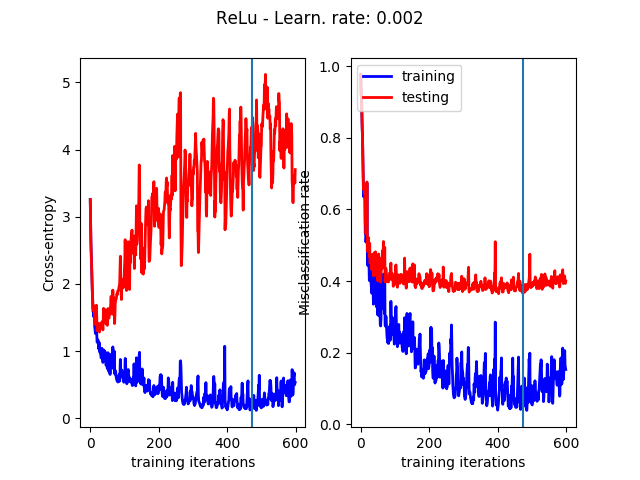 ReLu - Learn. rate: 0.002
Cross-entropy
5
4
3
2
1
0
0 200 400 600
training iterations
Misclassification rate
1.0
0.8
0.6
0.4
0.2
0.0
training
testing
0 200 400 600
training iterations